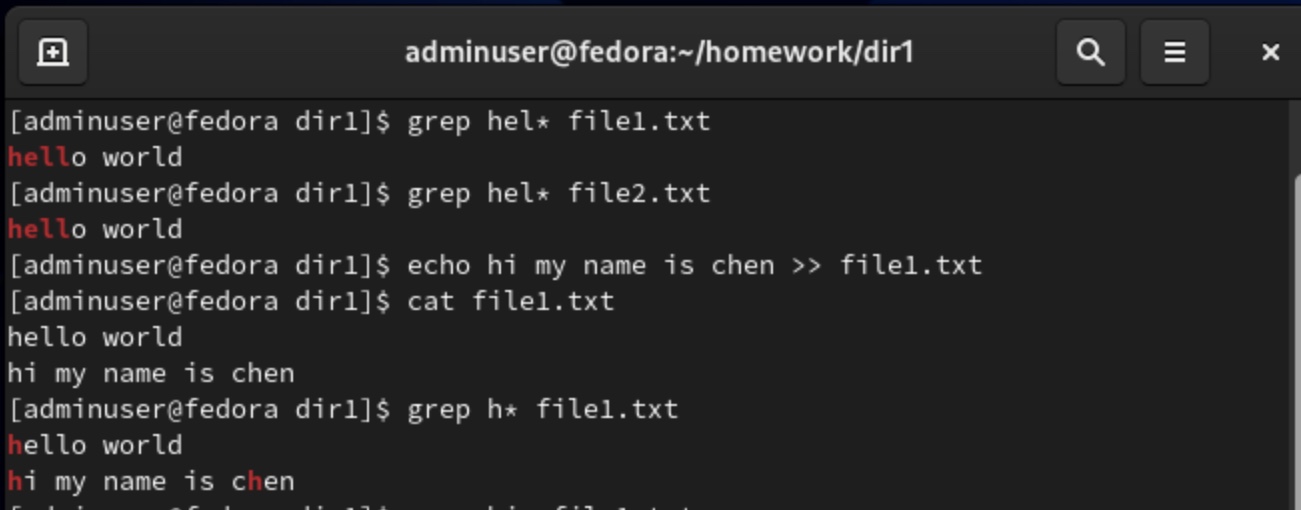 adminuser@fedora:~/homework/dir1
[adminuser@fedora dir1]$ grep hel* file1.txt
hello world
[adminuser@fedora dir1]$ grep hel* file2.txt
hello world
[adminuser@fedora dir1]$ echo hi my name is chen >> file1.txt
[adminuser@fedora dir1]$ cat file1.txt
hello world
hi my name is chen
[adminuser@fedora dir1]$ grep h* file1.txt
hello world
hi my name is chen